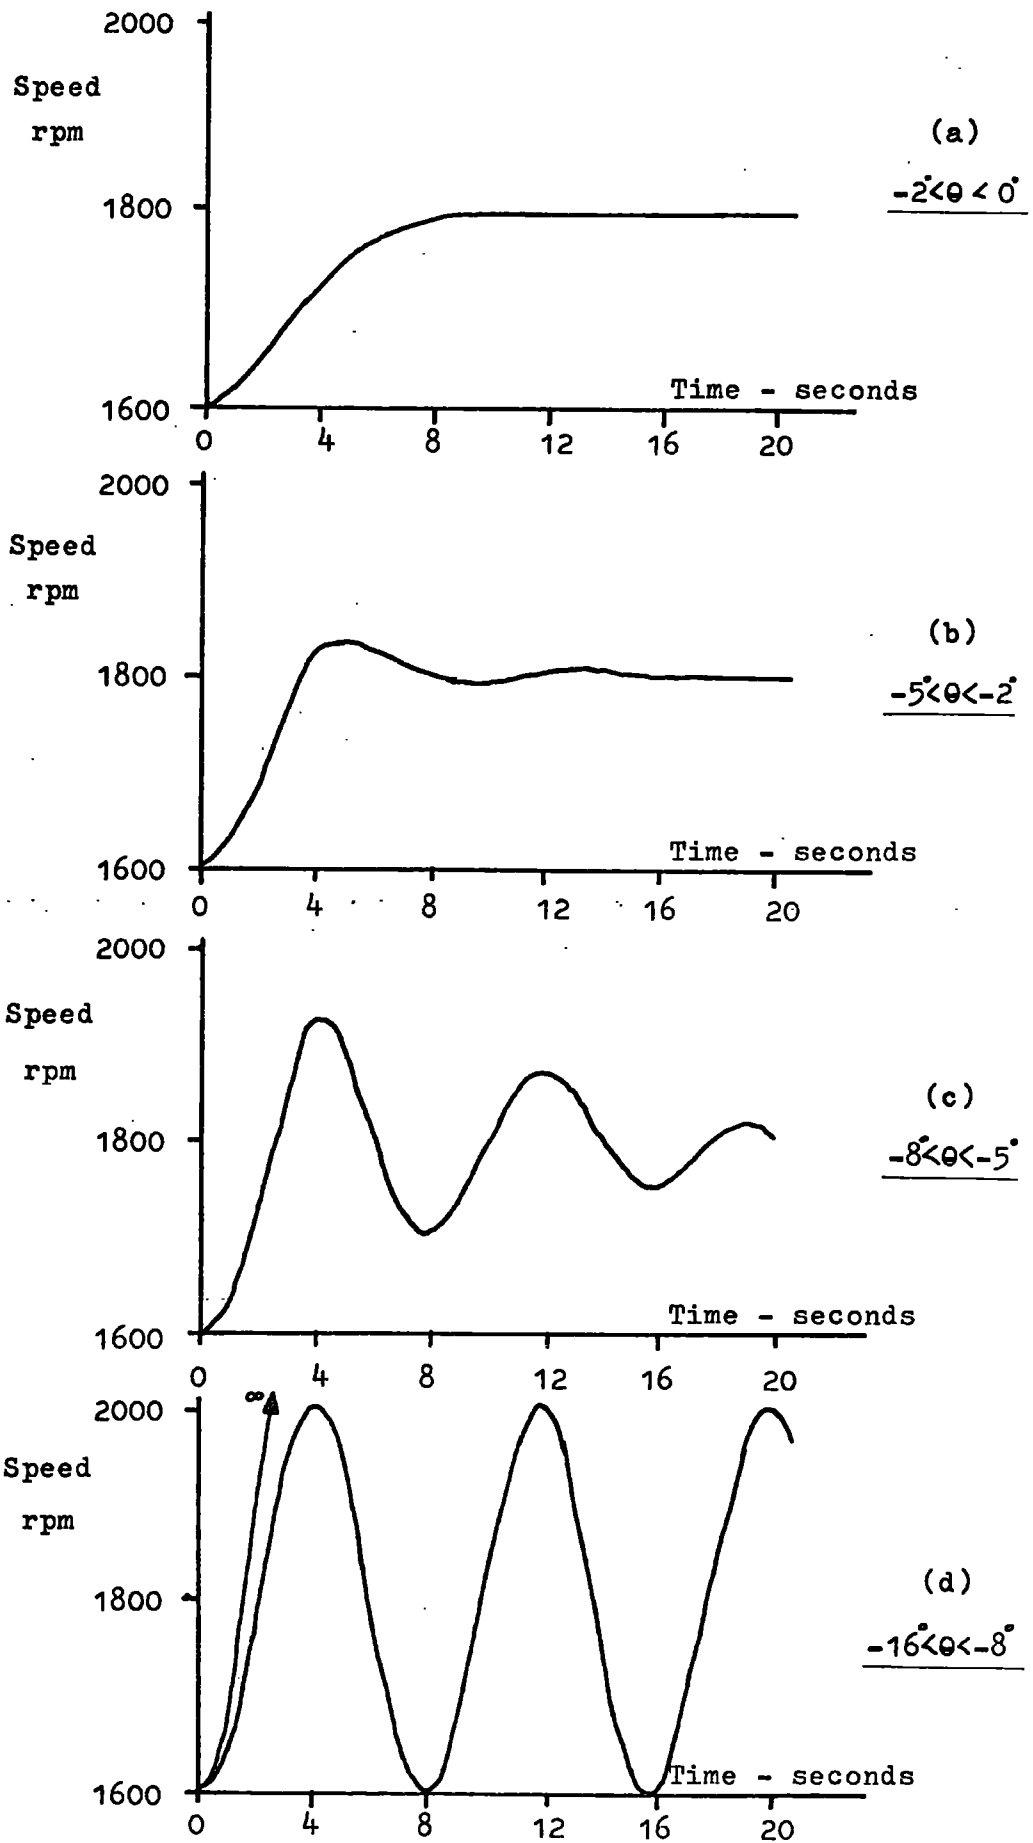 2000
Speed
rpm
(a)
-2°<θ < 0°
1800
Time - seconds
1600
0 4 8 12 16 20
2000
Speed
rpm
(b)
-5°<θ<-2°
1800
Time - seconds
1600
0 4 8 12 16 20
2000
Speed
rpm
(c)
-8°<θ<-5°
1800
Time - seconds
1600
0 4 8 12 16 20
∞
2000
Speed
rpm
(d)
-16°<θ<-8°
1800
Time - seconds
1600
0 4 8 12 16 20